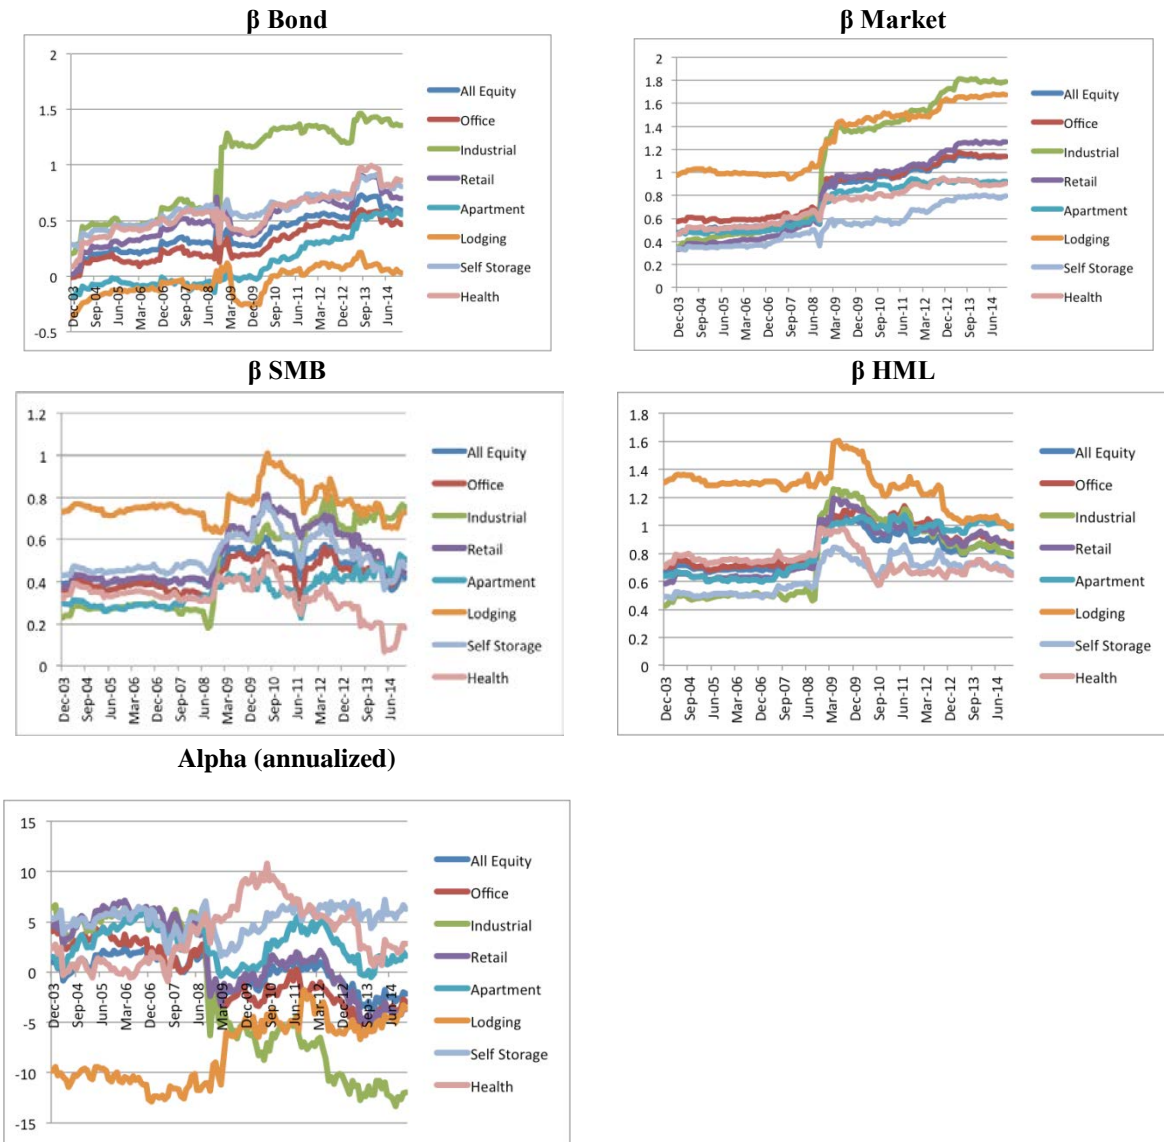 β Bond
2
1.5
1
0.5
0
-0.5
Dec-03
Sep-04
Jun-05
Mar-06
Dec-06
Sep-07
Jun-08
Mar-09
Dec-09
Sep-10
Jun-11
Mar-12
Dec-12
Sep-13
Jun-14
All Equity
Office
Industrial
Retail
Apartment
Lodging
Self Storage
Health
β Market
2
1.8
1.6
1.4
1.2
1
0.8
0.6
0.4
0.2
0
Dec-03
Sep-04
Jun-05
Mar-06
Dec-06
Sep-07
Jun-08
Mar-09
Dec-09
Sep-10
Jun-11
Mar-12
Dec-12
Sep-13
Jun-14
All Equity
Office
Industrial
Retail
Apartment
Lodging
Self Storage
Health
β SMB
1.2
1
0.8
0.6
0.4
0.2
0
Dec-03
Sep-04
Jun-05
Mar-06
Dec-06
Sep-07
Jun-08
Mar-09
Dec-09
Sep-10
Jun-11
Mar-12
Dec-12
Sep-13
Jun-14
All Equity
Office
Industrial
Retail
Apartment
Lodging
Self Storage
Health
β HML
1.8
1.6
1.4
1.2
1
0.8
0.6
0.4
0.2
0
Dec-03
Sep-04
Jun-05
Mar-06
Dec-06
Sep-07
Jun-08
Mar-09
Dec-09
Sep-10
Jun-11
Mar-12
Dec-12
Sep-13
Jun-14
All Equity
Office
Industrial
Retail
Apartment
Lodging
Self Storage
Health
Alpha (annualized)
15
10
5
0
-5
-10
-15
Dec-03
Sep-04
Jun-05
Mar-06
Dec-06
Sep-07
Jun-08
Mar-09
Dec-09
Sep-10
Jun-11
Mar-12
Dec-12
Sep-13
Jun-14
All Equity
Office
Industrial
Retail
Apartment
Lodging
Self Storage
Health